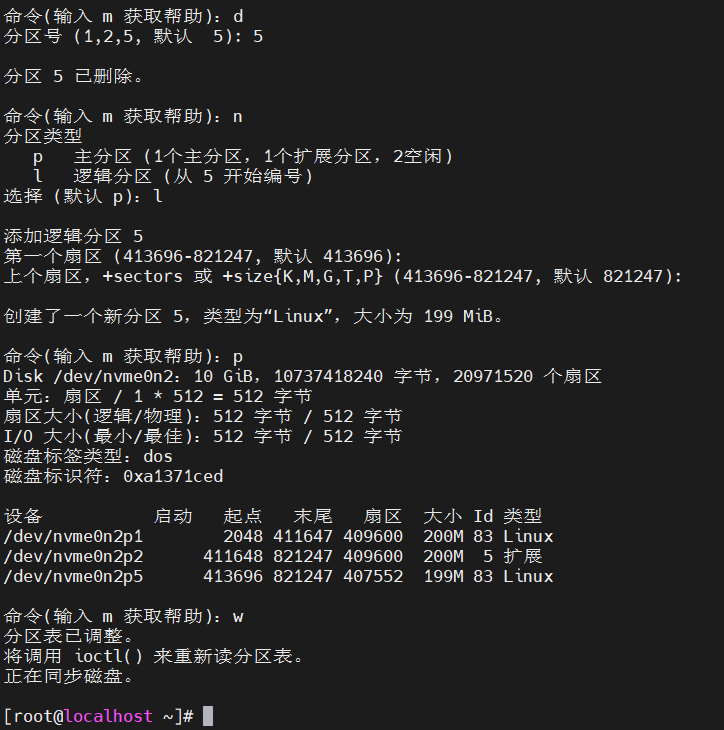 命令(输入 m 获取帮助)：d
分区号 (1,2,5, 默认  5): 5
分区 5 已删除。
命令(输入 m 获取帮助)：n
分区类型
   p   主分区 (1个主分区，1个扩展分区，2空闲)
   l   逻辑分区 (从 5 开始编号)
选择 (默认 p)：l
添加逻辑分区 5
第一个扇区 (413696-821247, 默认 413696):
上个扇区，+sectors 或 +size{K,M,G,T,P} (413696-821247, 默认 821247):
创建了一个新分区 5，类型为“Linux”，大小为 199 MiB。
命令(输入 m 获取帮助)：p
Disk /dev/nvme0n2：10 GiB，10737418240 字节，20971520 个扇区
单元：扇区 / 1 * 512 = 512 字节
扇区大小(逻辑/物理)：512 字节 / 512 字节
I/O 大小(最小/最佳)：512 字节 / 512 字节
磁盘标签类型：dos
磁盘标识符：0xa1371ced
设备           启动   起点   末尾   扇区  大小 Id 类型
/dev/nvme0n2p1        2048 411647 409600  200M 83 Linux
/dev/nvme0n2p2      411648 821247 409600  200M  5 扩展
/dev/nvme0n2p5      413696 821247 407552  199M 83 Linux
命令(输入 m 获取帮助)：w
分区表已调整。
将调用 ioctl() 来重新读分区表。
正在同步磁盘。
[root@localhost ~]#